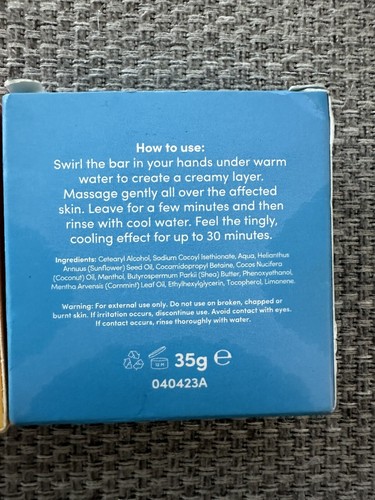 How to use:
Swirl the bar in your hands under warm
water to create a creamy layer.
Massage gently all over the affected
skin. Leave for a few minutes and then
rinse with cool water. Feel the tingly,
cooling effect for up to 30 minutes.
Ingredients: Cetearyl Alcohol, Sodium Cocoyl Isethionate, Aqua, Helianthus
Annuus (Sunflower) Seed Oil, Cocamidopropyl Betaine, Cocos Nucifera
(Coconut) Oil, Menthol, Butyrospermum Parkii (Shea) Butter, Phenoxyethanol,
Mentha Arvensis (Cornmint) Leaf Oil, Ethylhexylglycerin, Tocopherol, Limonene.
Warning: For external use only. Do not use on broken, chapped or
burnt skin. If irritation occurs, discontinue use. Avoid contact with eyes.
If contact occurs, rinse thoroughly with water.
12 M 35g ℮
040423A